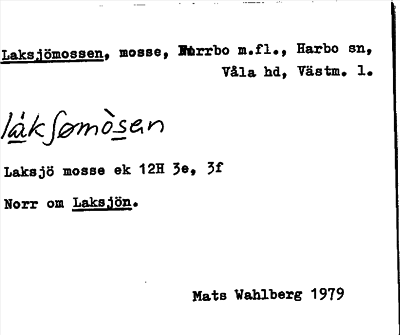 Laksjömossen, mosse, Norrbo m.fl., Harbo sn,
Våla hd, Västm. l.
Laksjö mosse ek 12H 3e, 3f
Norr om Laksjön.
Mats Wahlberg 1979